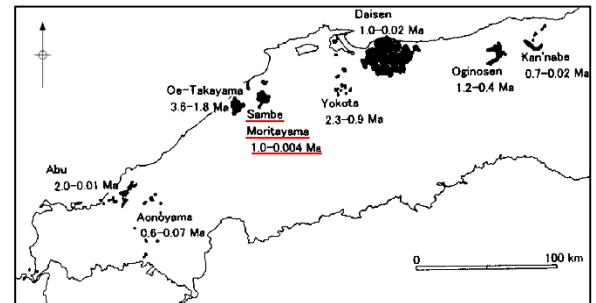 Daisen
1.0-0.02 Ma
Kan'nabe
0.7-0.02 Ma
Oginosen
1.2-0.4 Ma
Oe-Takayama
3.6-1.8 Ma
Yokota
2.3-0.9 Ma
Sambe
Moritayama
1.0-0.004 Ma
Abu
2.0-0.01 Ma
Aonoyama
0.6-0.07 Ma
0 100 km